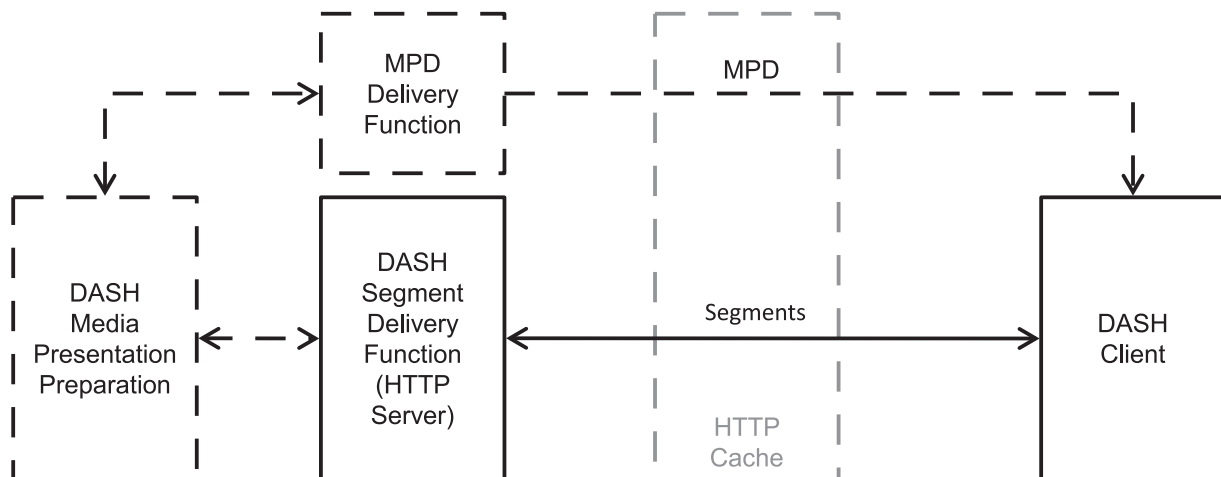 MPD
Delivery
Function
MPD
DASH
Media
Presentation
Preparation
DASH
Segment
Delivery
Function
(HTTP
Server)
Segments
HTTP
Cache
DASH
Client